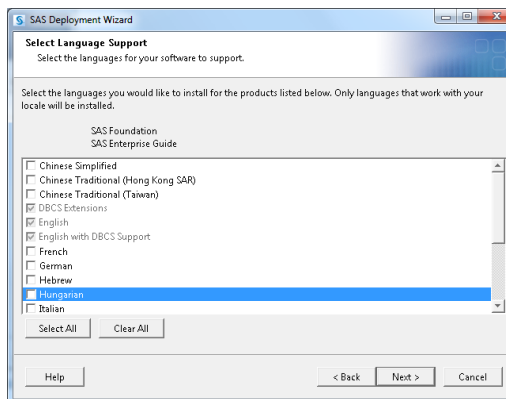 SAS Deployment Wizard
Select Language Support
Select the languages for your software to support.
Select the languages you would like to install for the products listed below. Only languages that work with your
locale will be installed.
SAS Foundation
SAS Enterprise Guide
Chinese Simplified
Chinese Traditional (Hong Kong SAR)
Chinese Traditional (Taiwan)
DBCS Extensions
English
English with DBCS Support
French
German
Hebrew
Hungarian
Italian
Select All Clear All
Help < Back Next > Cancel